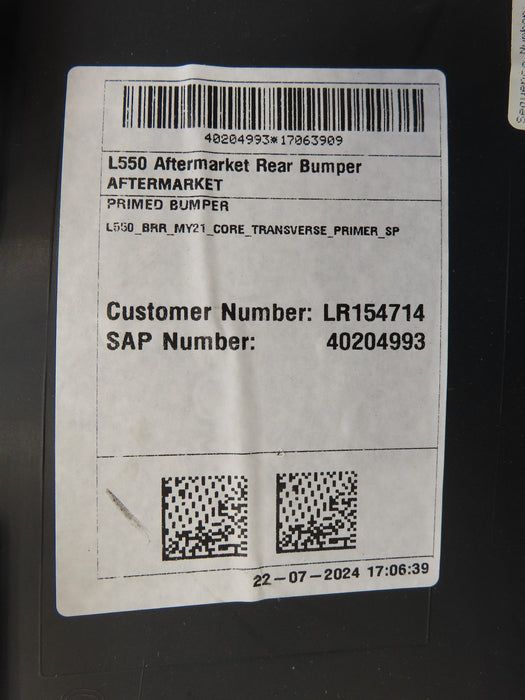 40204993*17063909
L550 Aftermarket Rear Bumper
AFTERMARKET
PRIMED BUMPER
L550_BRR_MY21_CORE_TRANSVERSE_PRIMER_SP
Customer Number: LR154714
SAP Number: 40204993
22-07-2024 17:06:39